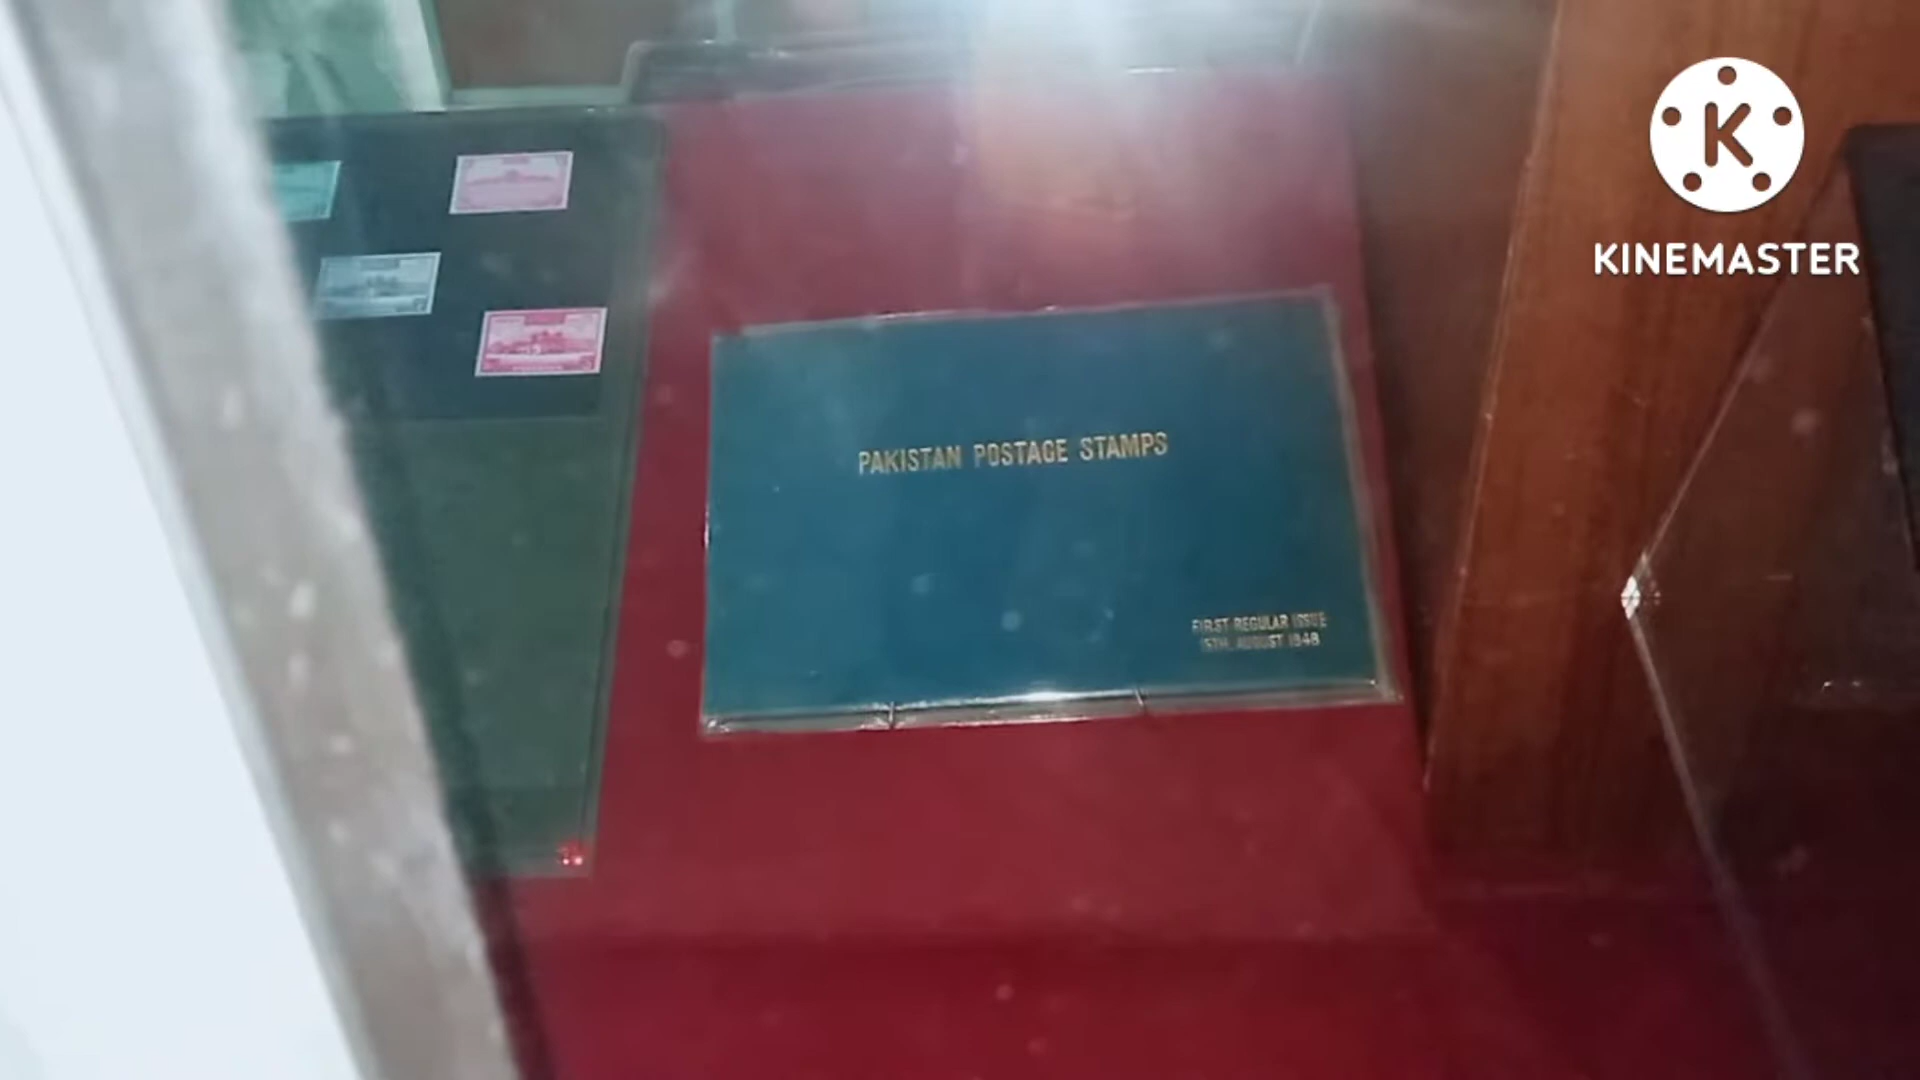 K
KINEMASTER
PAKISTAN POSTAGE STAMPS
FIRST REGULAR ISSUE
15TH. AUGUST 1948